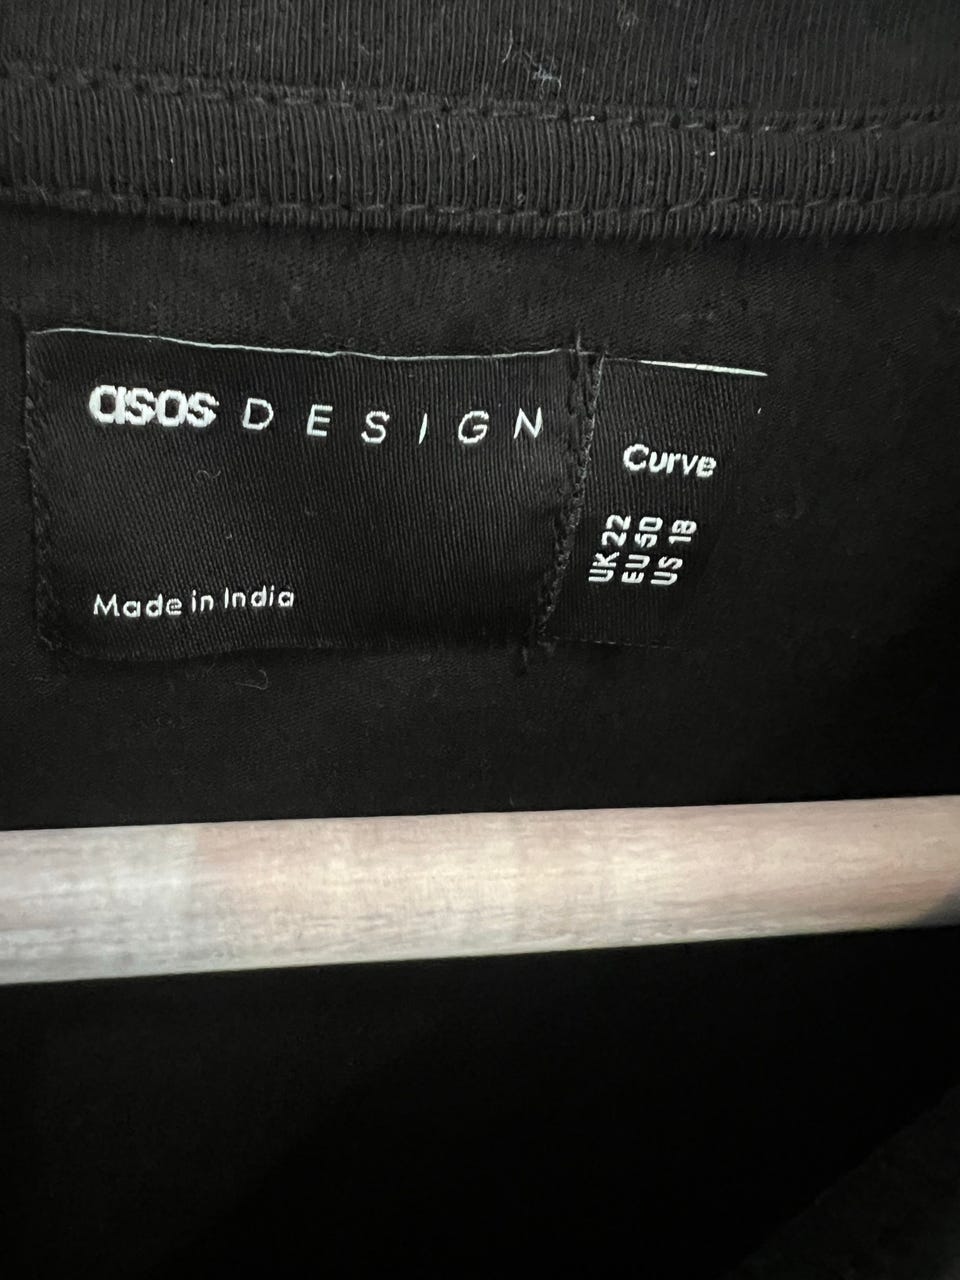 asos DESIGN
Made in India
Curve
UK 22
EU 50
US 18